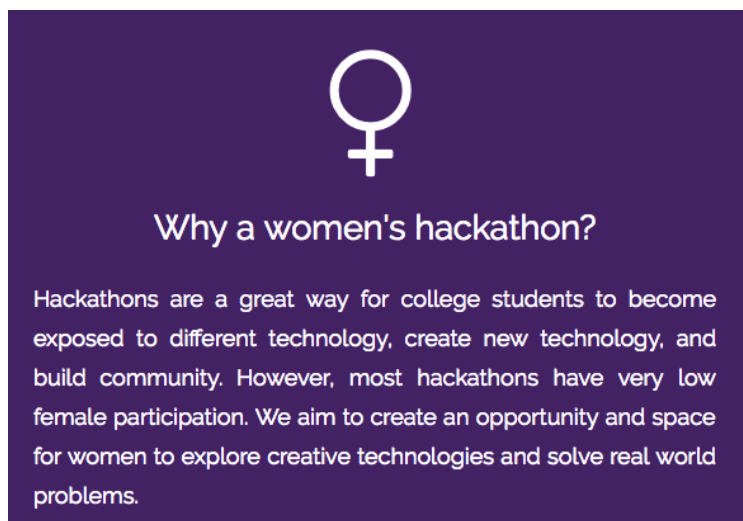 Why a women's hackathon?
Hackathons are a great way for college students to become
exposed to different technology, create new technology, and
build community. However, most hackathons have very low
female participation. We aim to create an opportunity and space
for women to explore creative technologies and solve real world
problems.